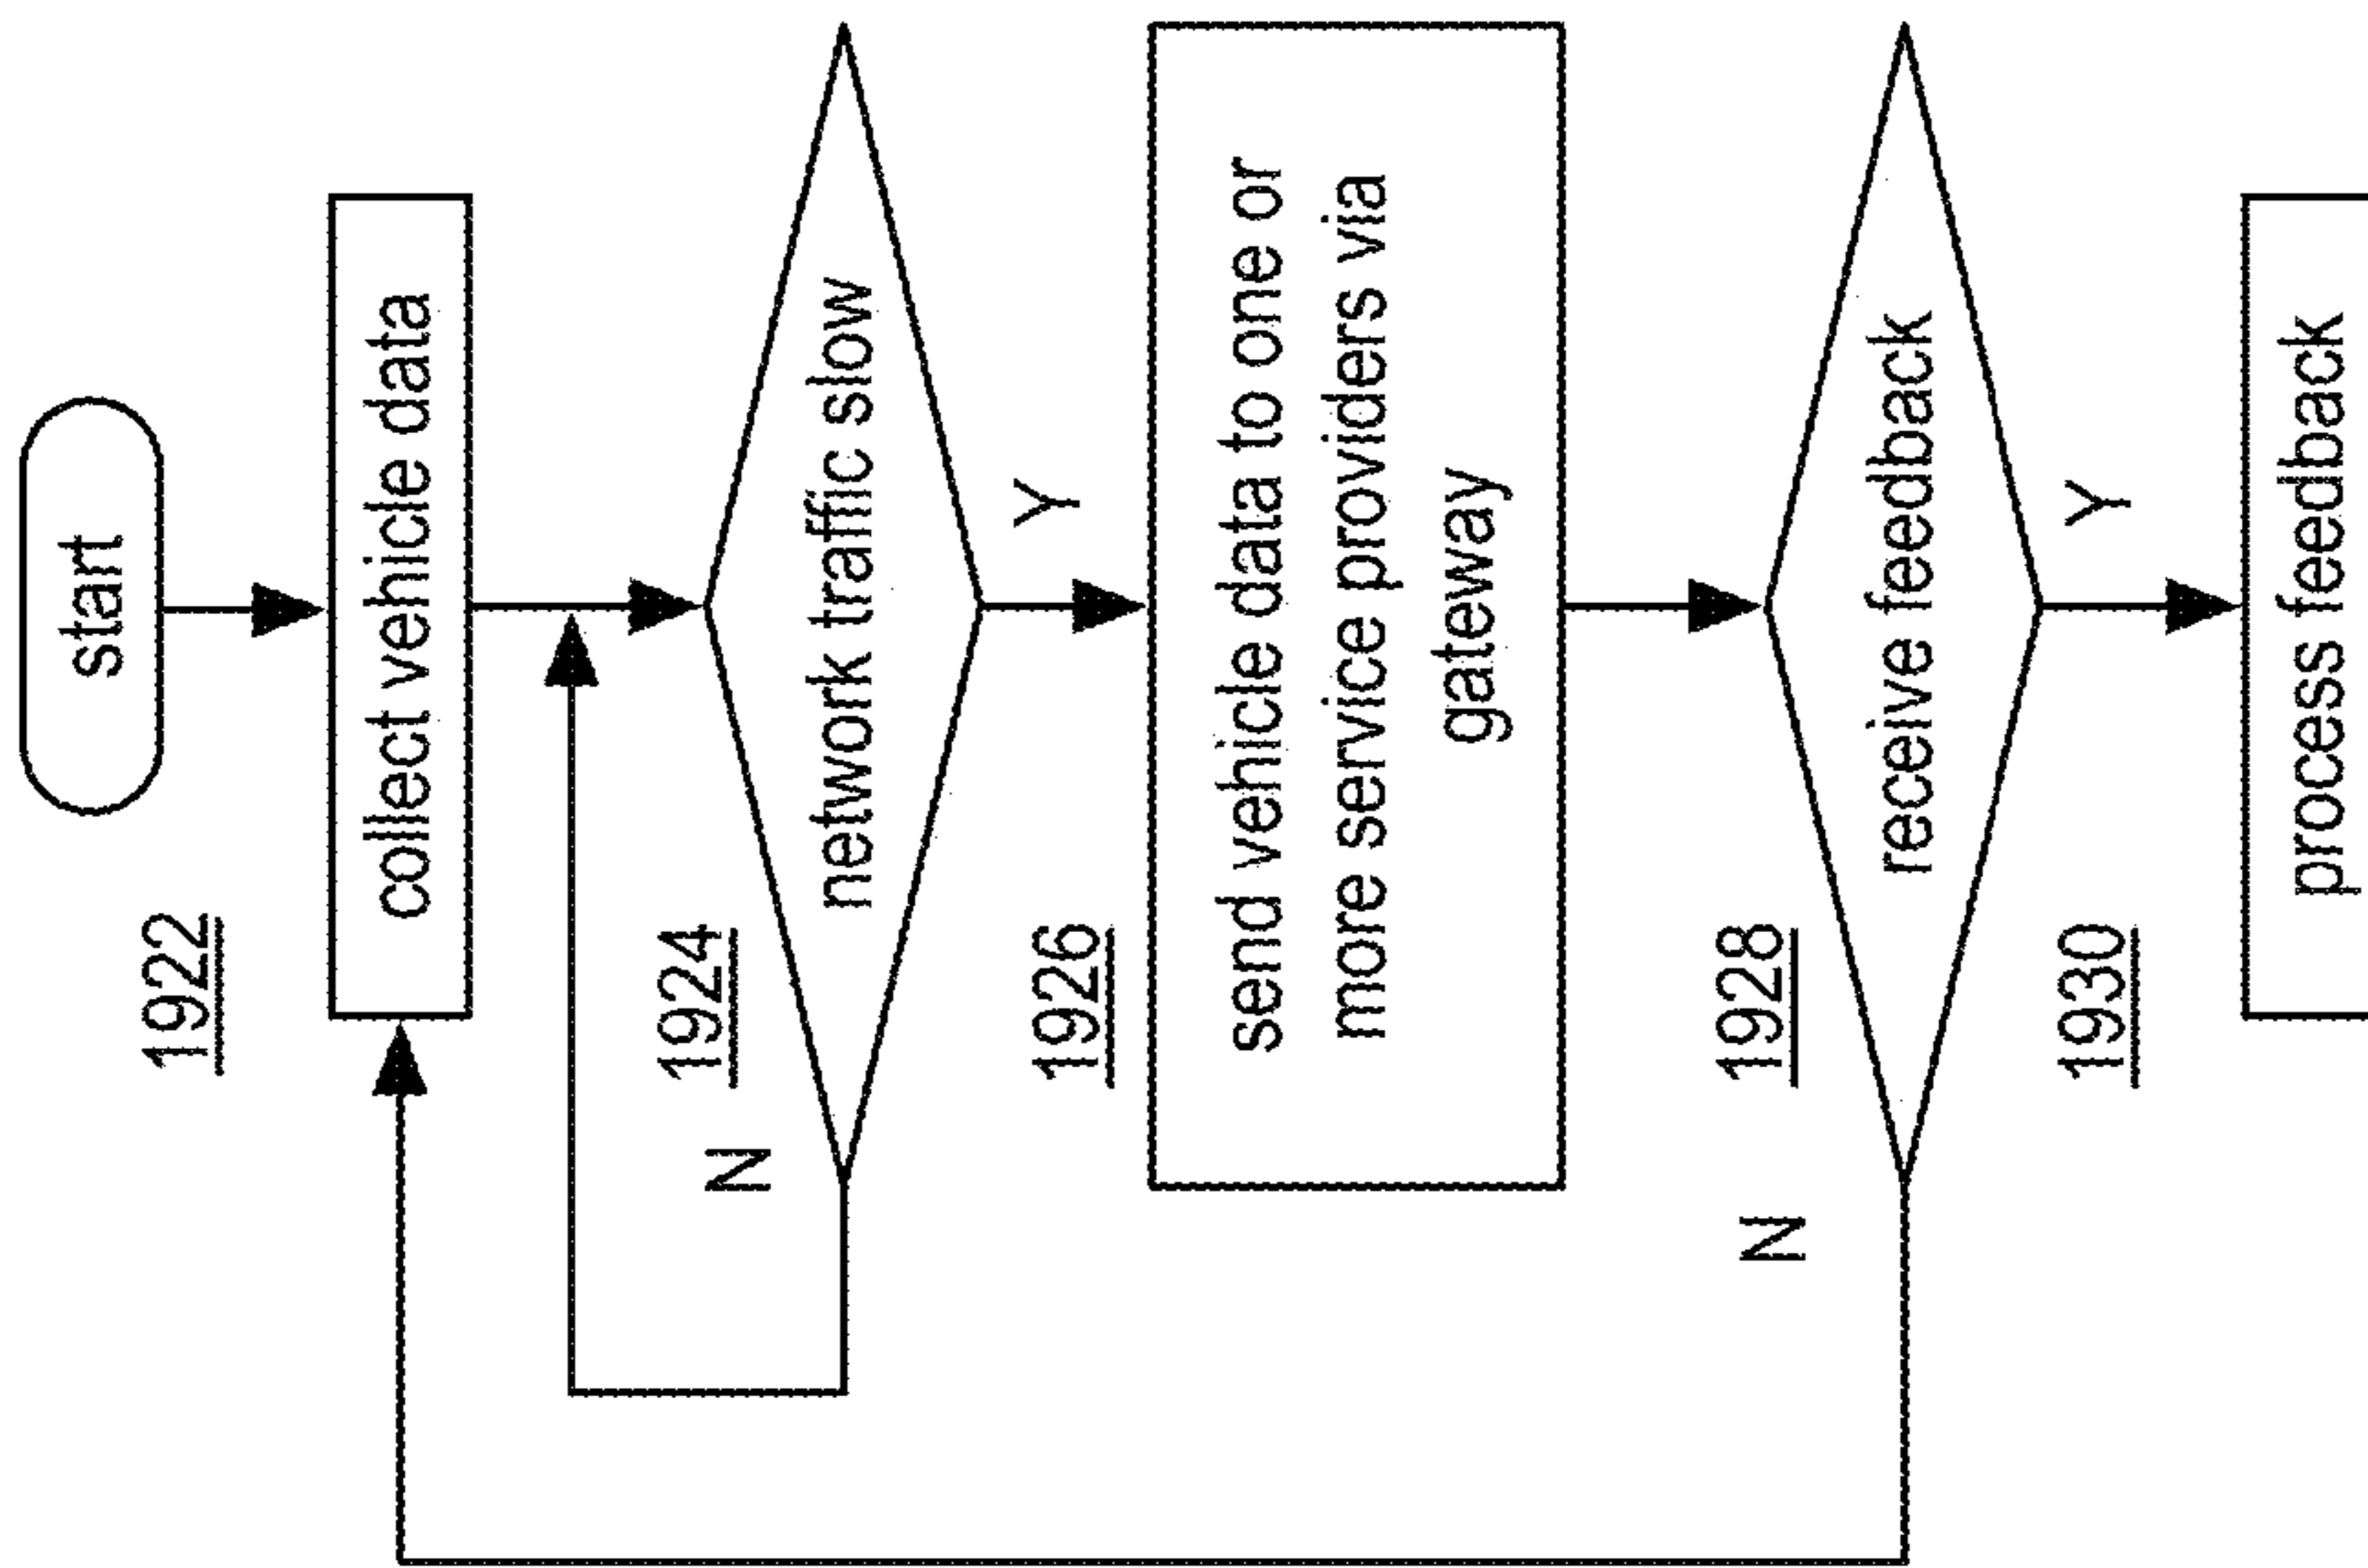 start
1922
collect vehicle data
1924
network traffic slow
N
Y
1926
send vehicle data to one or
more service providers via
gateway
1928
receive feedback
N
Y
1930
process feedback